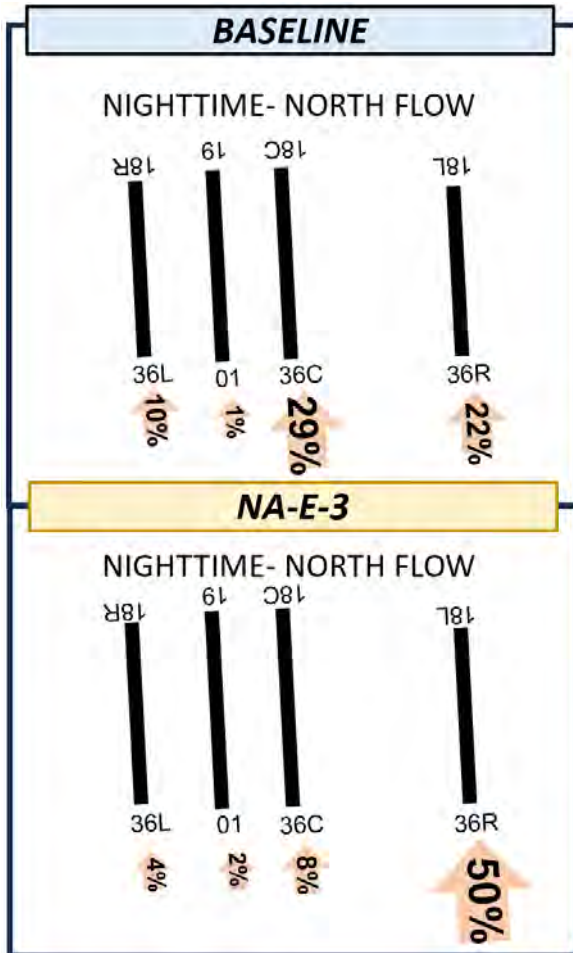 BASELINE
NIGHTTIME- NORTH FLOW
18R 19 18C 18L
36L 01 36C 36R
10% 1% 29% 22%
NA-E-3
NIGHTTIME- NORTH FLOW
18R 19 18C 18L
36L 01 36C 36R
4% 2% 8% 50%